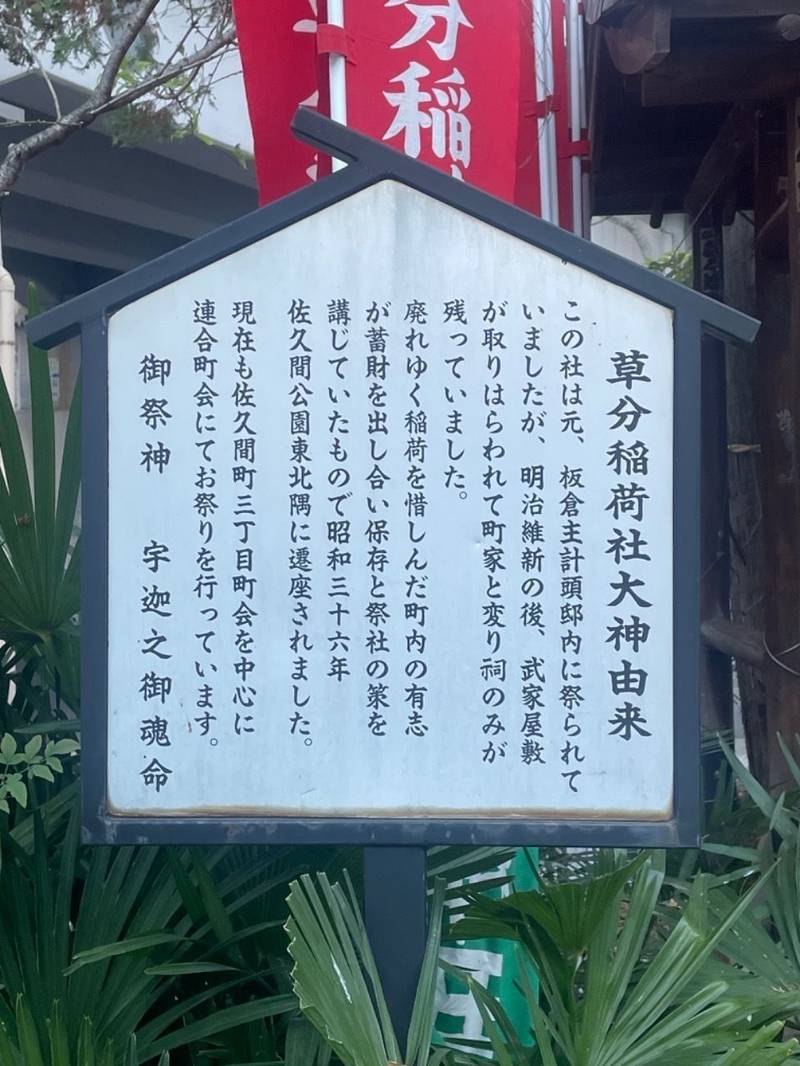 分稲
草分稲荷社大神由来
この社は元、板倉主計頭邸内に祭られて
いましたが、明治維新の後、武家屋敷
が取りはらわれて町家と変り祠のみが
残っていました。
廃れゆく稲荷を惜しんだ町内の有志
が蓄財を出し合い保存と祭社の策を
講じていたもので昭和三十六年
佐久間公園東北隅に遷座されました。
現在も佐久間町三丁目町会を中心に
連合町会にてお祭りを行っています。
御祭神　宇迦之御魂命